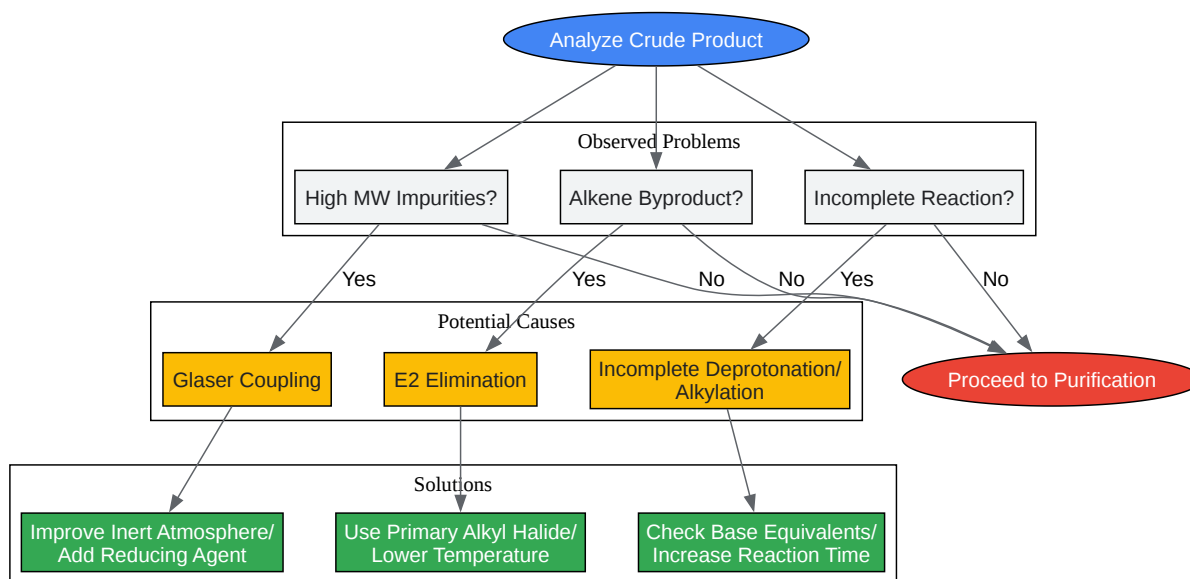 Analyze Crude Product
Observed Problems
High MW Impurities?
Alkene Byproduct?
Incomplete Reaction?
Yes
Yes
No
No
Yes
No
Potential Causes
Glaser Coupling
E2 Elimination
Incomplete Deprotonation/
Alkylation
Proceed to Purification
Solutions
Improve Inert Atmosphere/
Add Reducing Agent
Use Primary Alkyl Halide/
Lower Temperature
Check Base Equivalents/
Increase Reaction Time